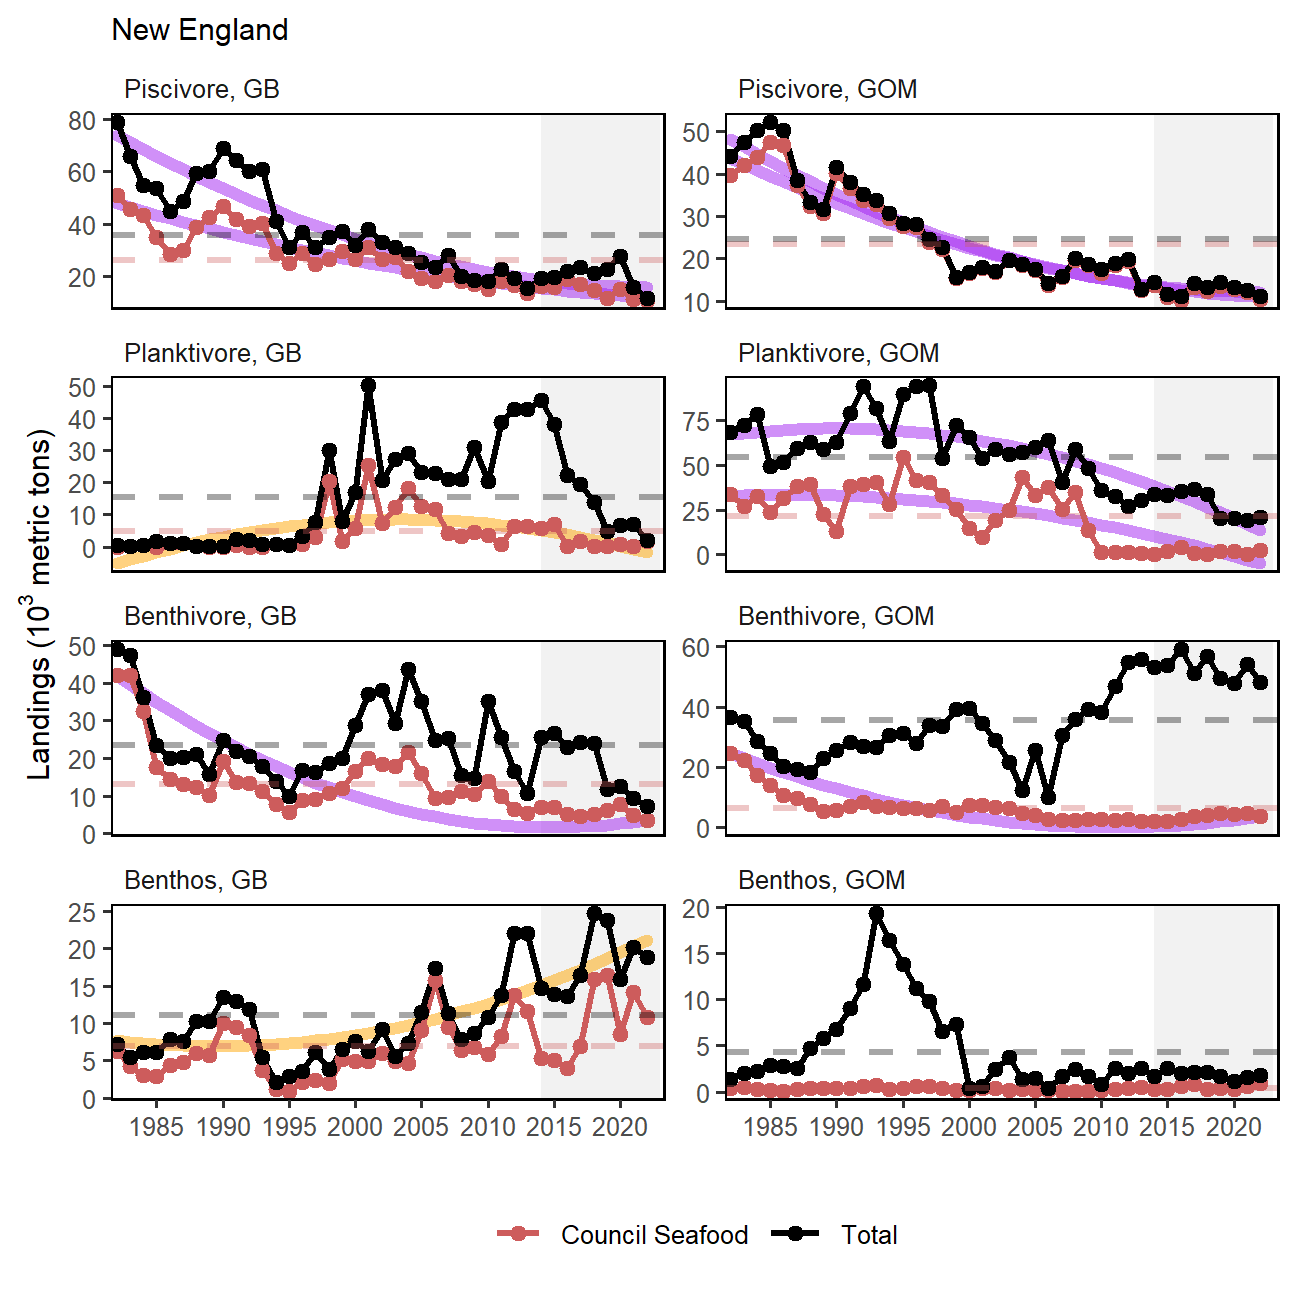 New England
Piscivore, GB
Piscivore, GOM
80
60
40
20
50
40
30
20
10
Planktivore, GB
Planktivore, GOM
50
40
30
20
10
0
75
50
25
0
Benthivore, GB
Benthivore, GOM
50
40
30
20
10
0
60
40
20
0
Benthos, GB
Benthos, GOM
25
20
15
10
5
0
20
15
10
5
0
1985 1990 1995 2000 2005 2010 2015 2020
1985 1990 1995 2000 2005 2010 2015 2020
Landings (10³ metric tons)
Council Seafood
Total